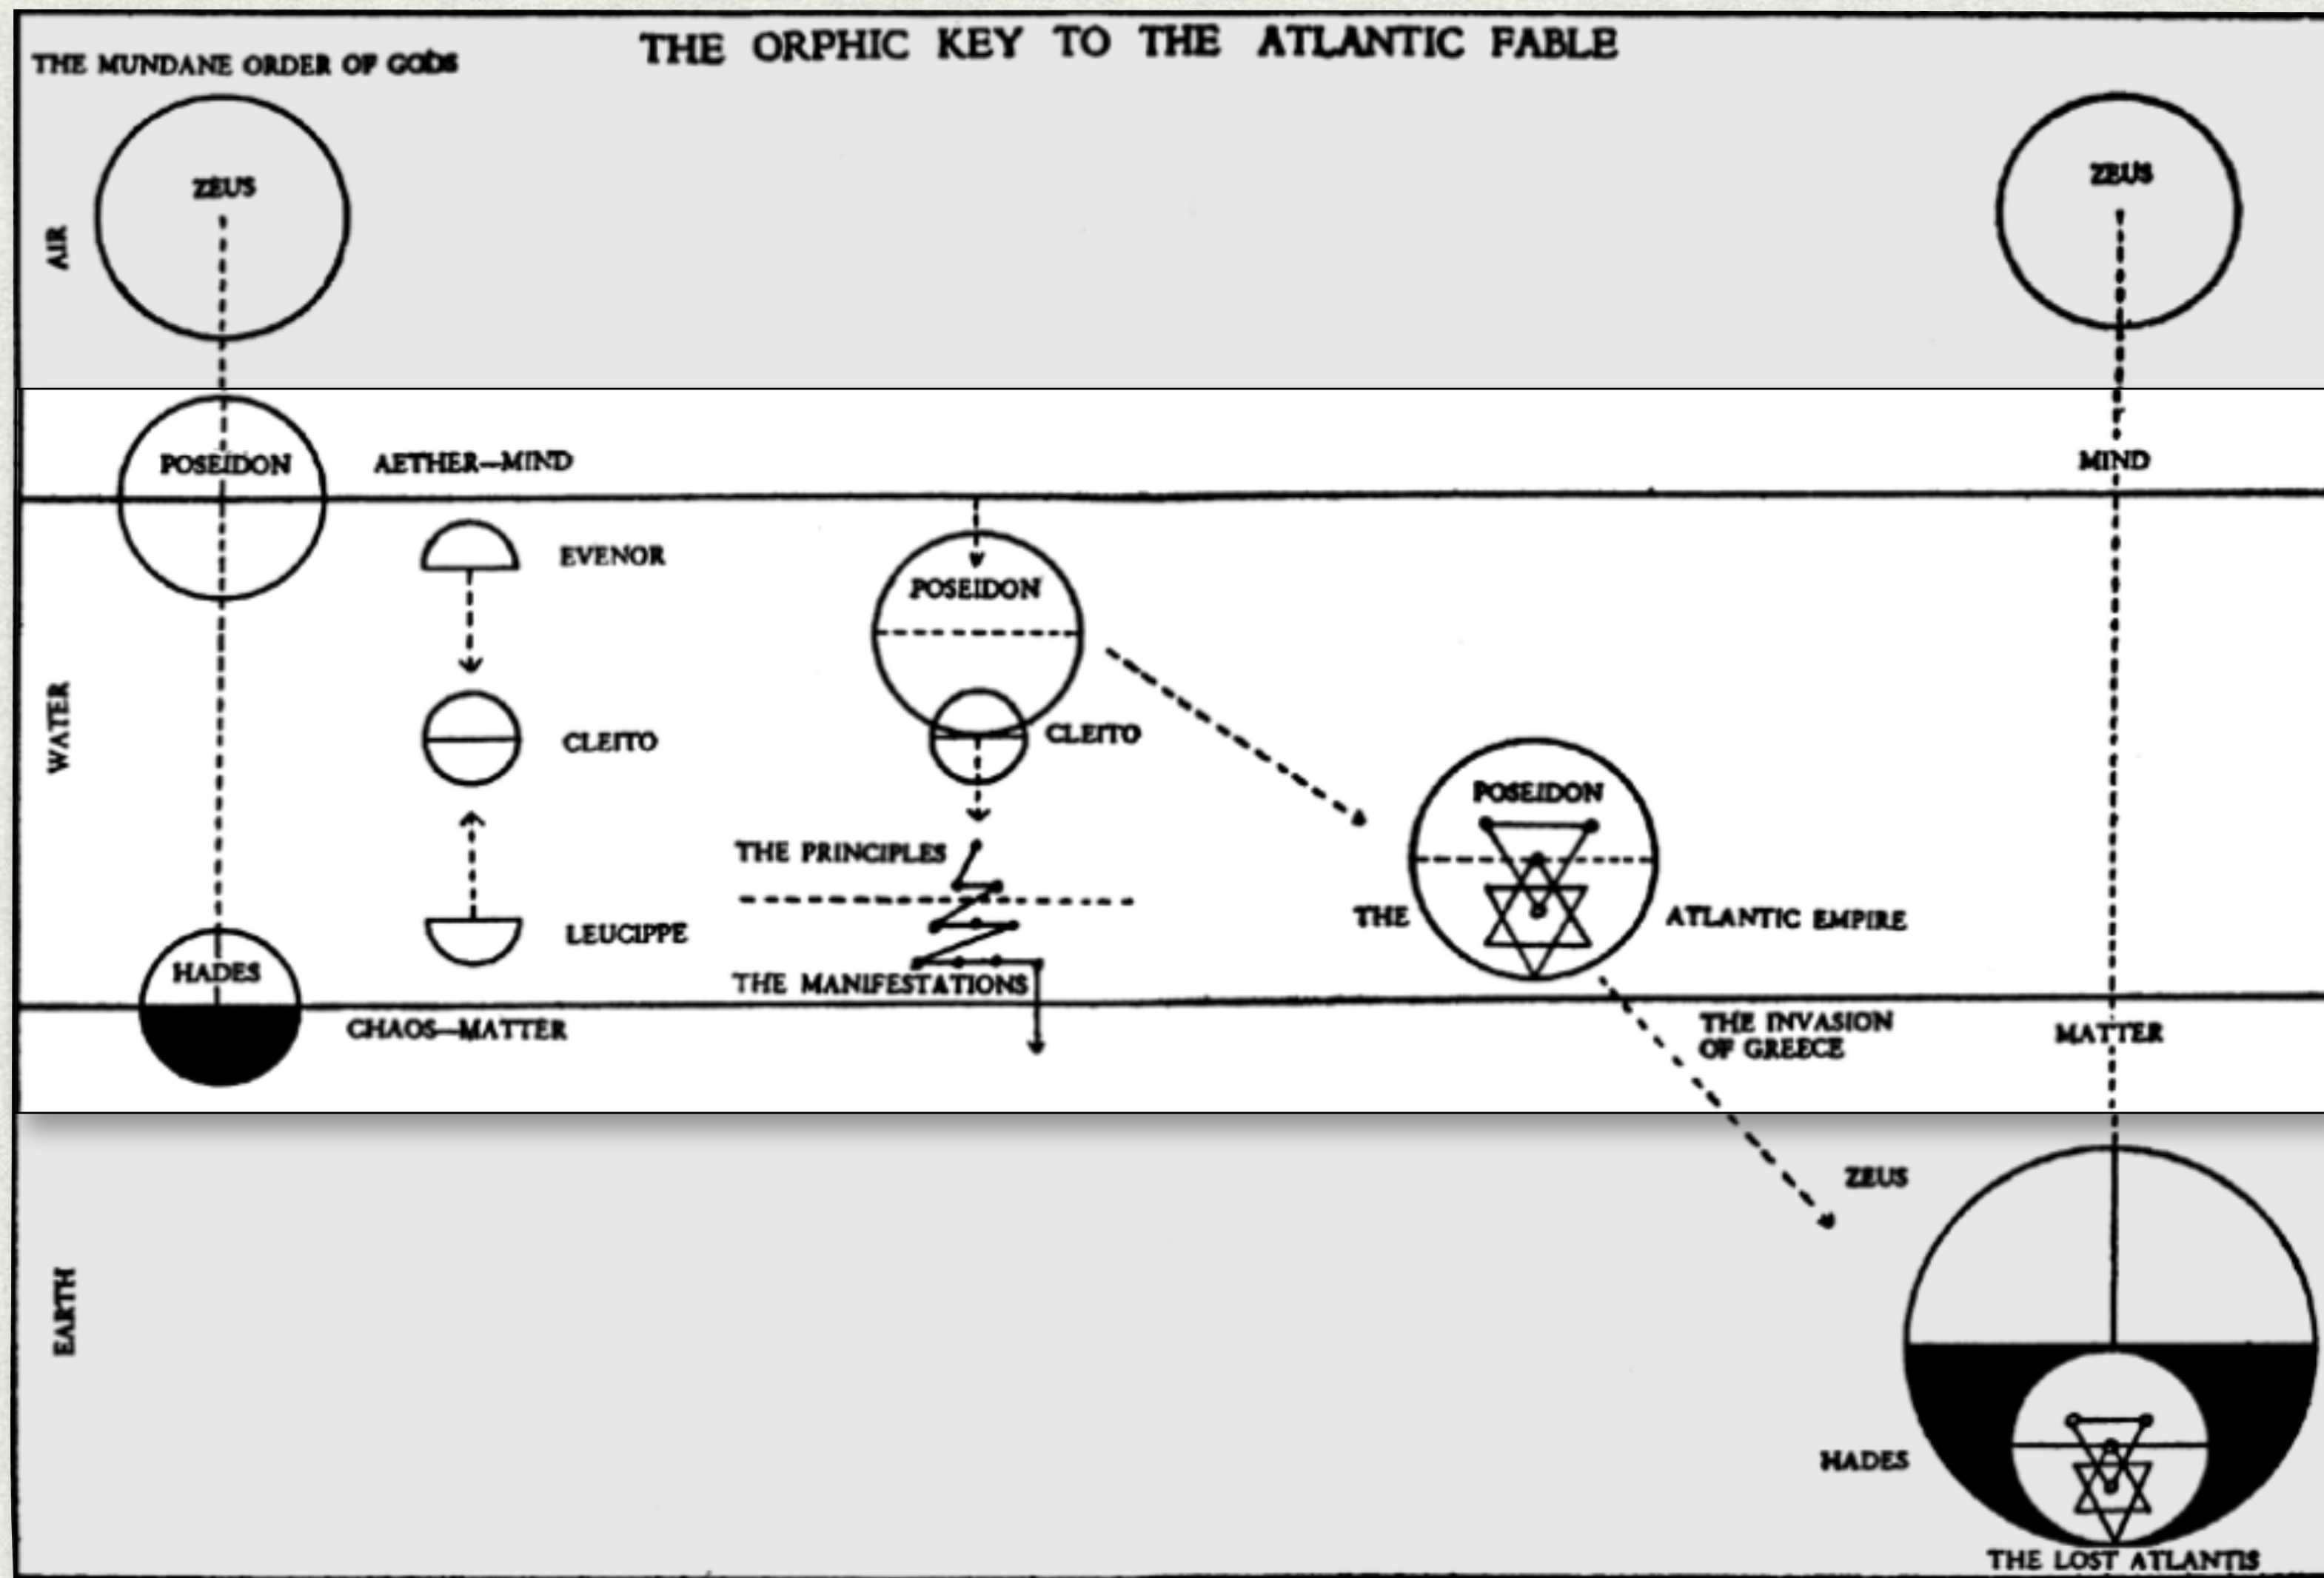 THE ORPHIC KEY TO THE ATLANTIC FABLE
THE MUNDANE ORDER OF GODS
ZEUS
ZEUS
AIR
POSEIDON
AETHER—MIND
MIND
EVENOR
POSEIDON
WATER
CLEITO
CLEITO
POSEIDON
THE PRINCIPLES
THE
ATLANTIC EMPIRE
LEUCIPPE
HADES
THE MANIFESTATIONS
CHAOS—MATTER
THE INVASION
OF GREECE
MATTER
ZEUS
EARTH
HADES
THE LOST ATLANTIS